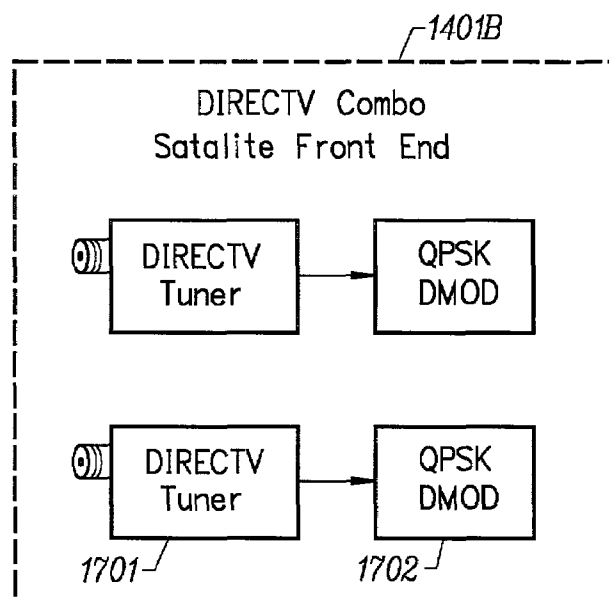 1401B
DIRECTV Combo
Satalite Front End
DIRECTV
Tuner
QPSK
DMOD
DIRECTV
Tuner
QPSK
DMOD
1701
1702